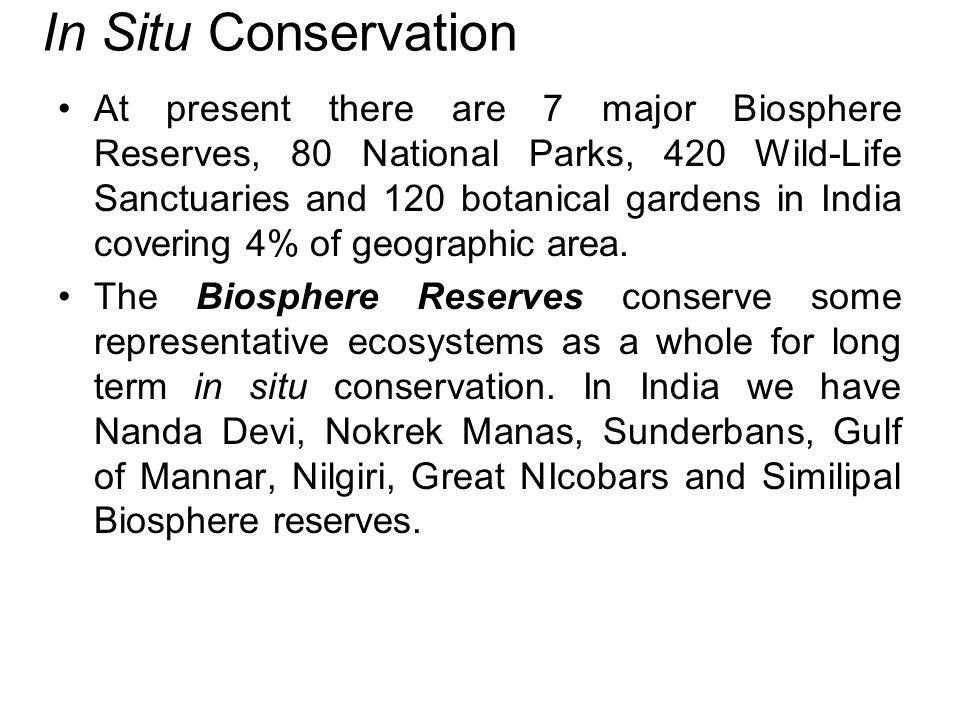 In Situ Conservation
• At present there are 7 major Biosphere
Reserves, 80 National Parks, 420 Wild-Life
Sanctuaries and 120 botanical gardens in India
covering 4% of geographic area.
• The Biosphere Reserves conserve some
representative ecosystems as a whole for long
term in situ conservation. In India we have
Nanda Devi, Nokrek Manas, Sunderbans, Gulf
of Mannar, Nilgiri, Great NIcobars and Similipal
Biosphere reserves.